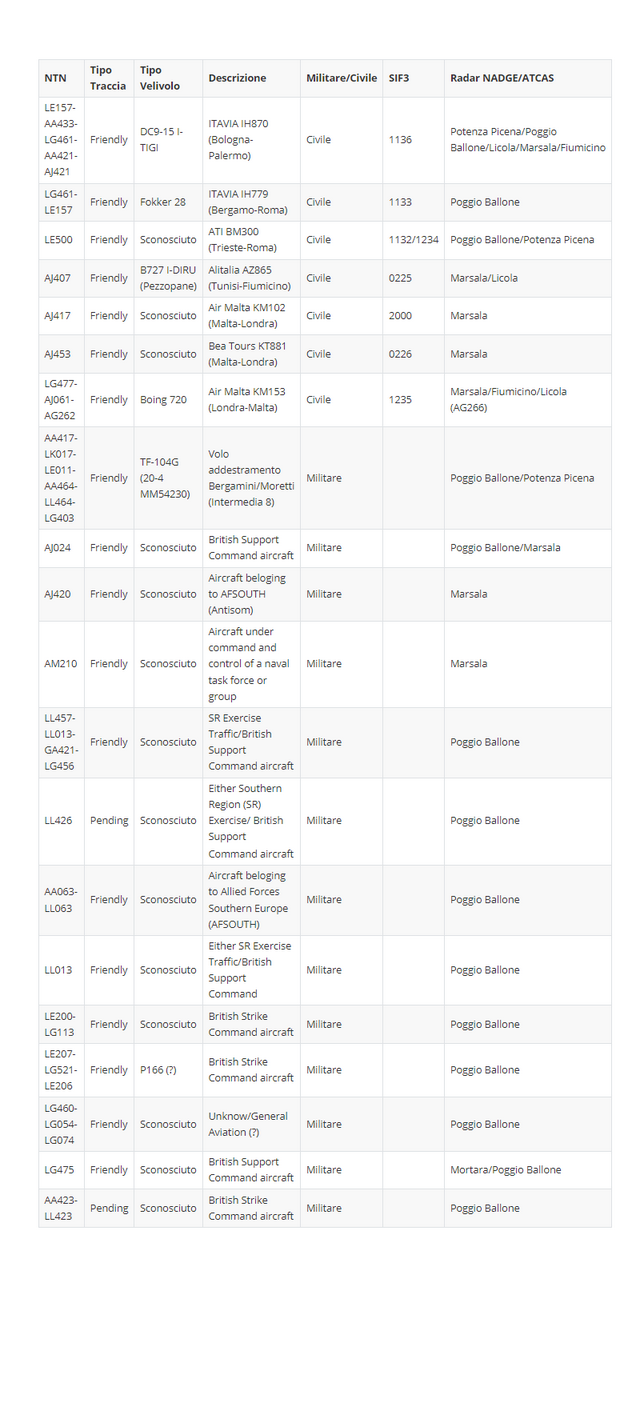 NTN Tipo Traccia Tipo Velivolo Descrizione Militare/Civile SIF3 Radar NADGE/ATCAS
LE157-AA433-LG461-AA421-AJ421 Friendly DC9-15 I-TIGI ITAVIA IH870 (Bologna-Palermo) Civile 1136 Potenza Picena/Poggio Ballone/Licola/Marsala/Fiumicino
LG461-LE157 Friendly Fokker 28 ITAVIA IH779 (Bergamo-Roma) Civile 1133 Poggio Ballone
LE500 Friendly Sconosciuto ATI BM300 (Trieste-Roma) Civile 1132/1234 Poggio Ballone/Potenza Picena
AJ407 Friendly B727 I-DIRU (Pezzopane) Alitalia AZ865 (Tunisi-Fiumicino) Civile 0225 Marsala/Licola
AJ417 Friendly Sconosciuto Air Malta KM102 (Malta-Londra) Civile 2000 Marsala
AJ453 Friendly Sconosciuto Bea Tours KT881 (Malta-Londra) Civile 0226 Marsala
LG477-AJ061-AG262 Friendly Boing 720 Air Malta KM153 (Londra-Malta) Civile 1235 Marsala/Fiumicino/Licola (AG266)
AA417-LK017-LE011-AA464-LL464-LG403 Friendly TF-104G (20-4 MM54230) Volo addestramento Bergamini/Moretti (Intermedia 8) Militare Poggio Ballone/Potenza Picena
AJ024 Friendly Sconosciuto British Support Command aircraft Militare Poggio Ballone/Marsala
AJ420 Friendly Sconosciuto Aircraft beloging to AFSOUTH (Antisom) Militare Marsala
AM210 Friendly Sconosciuto Aircraft under command and control of a naval task force or group Militare Marsala
LL457-LL013-GA421-LG456 Friendly Sconosciuto SR Exercise Traffic/British Support Command aircraft Militare Poggio Ballone
LL426 Pending Sconosciuto Either Southern Region (SR) Exercise/ British Support Command aircraft Militare Poggio Ballone
AA063-LL063 Friendly Sconosciuto Aircraft beloging to Allied Forces Southern Europe (AFSOUTH) Militare Poggio Ballone
LL013 Friendly Sconosciuto Either SR Exercise Traffic/British Support Command Militare Poggio Ballone
LE200-LG113 Friendly Sconosciuto British Strike Command aircraft Militare Poggio Ballone
LE207-LG521-LE206 Friendly P166 (?) British Strike Command aircraft Militare Poggio Ballone
LG460-LG054-LG074 Friendly Sconosciuto Unknow/General Aviation (?) Militare Poggio Ballone
LG475 Friendly Sconosciuto British Support Command aircraft Militare Mortara/Poggio Ballone
AA423-LL423 Pending Sconosciuto British Strike Command aircraft Militare Poggio Ballone